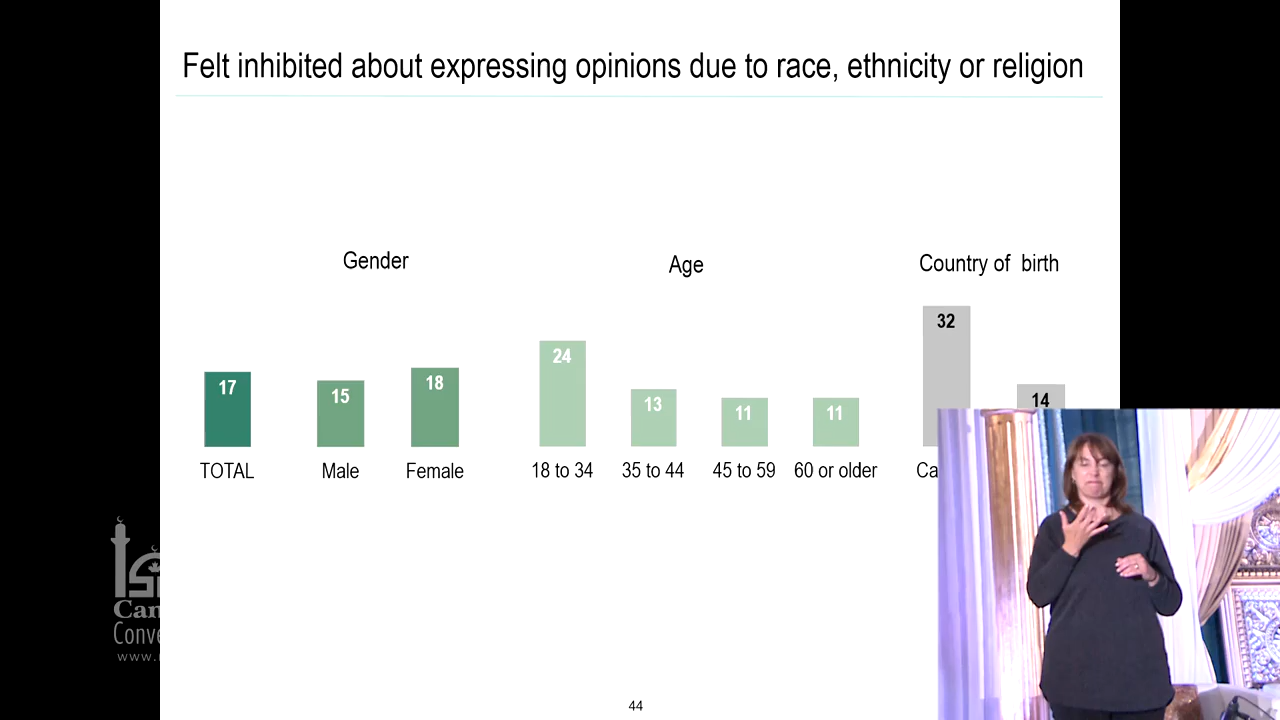 Felt inhibited about expressing opinions due to race, ethnicity or religion
Gender
Age
Country of birth
17
15
18
24
13
11
11
32
14
TOTAL
Male
Female
18 to 34
35 to 44
45 to 59
60 or older
44